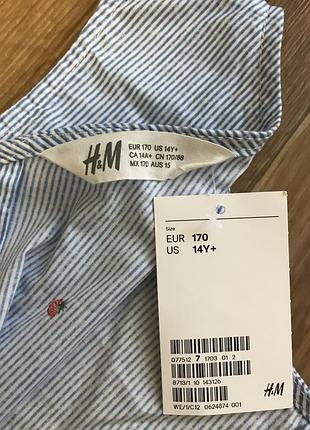 H&M
EUR 170 US 14Y+
CA 14A+ CN 170/88
MX 170 AUS 15
Size
EUR 170
US 14Y+
077512 7 1703 01 2
8713/1 10 143126
H&M
WE/1/C12 0624874 001